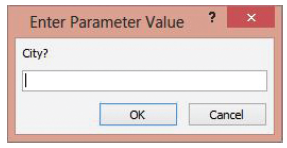 Enter Parameter Value ? ×
City?
OK Cancel